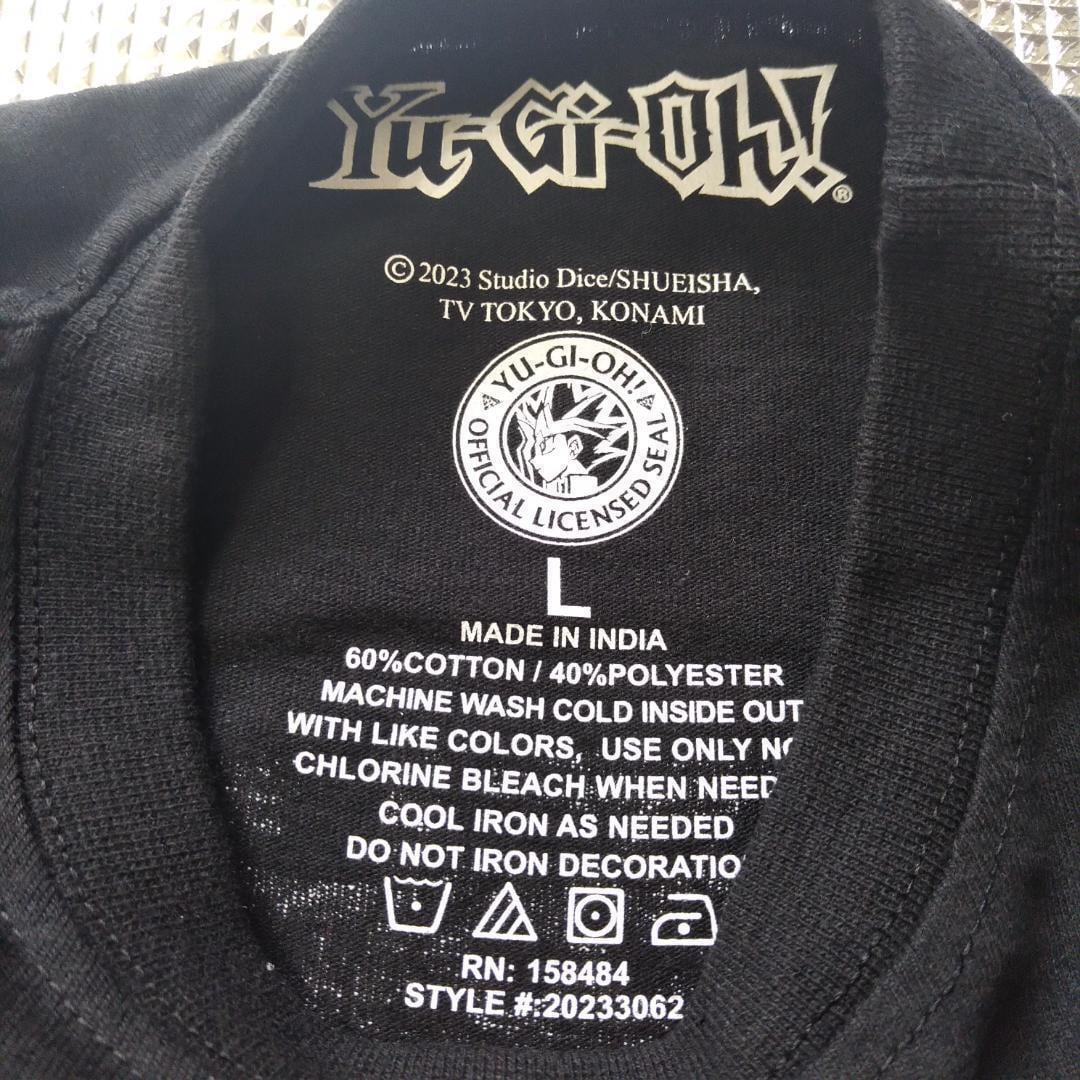 Yu-Gi-Oh!®
© 2023 Studio Dice/SHUEISHA,
TV TOKYO, KONAMI
YU-GI-OH!
OFFICIAL LICENSED SEAL
L
MADE IN INDIA
60%COTTON / 40%POLYESTER
MACHINE WASH COLD INSIDE OUT
WITH LIKE COLORS, USE ONLY
CHLORINE BLEACH WHEN
COOL IRON AS NEEDED
DO NOT IRON
RN: 158484
STYLE #:20233062